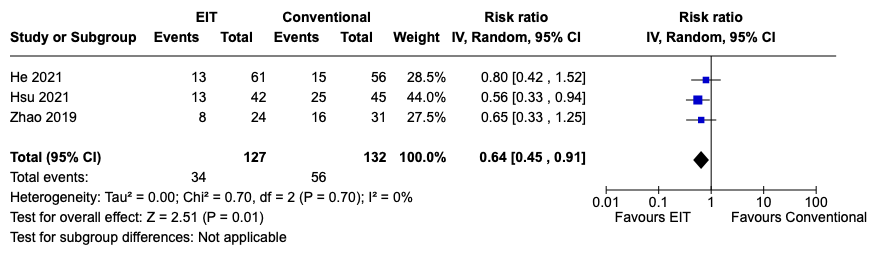 EIT Conventional Risk ratio Risk ratio
Study or Subgroup Events Total Events Total Weight IV, Random, 95% CI IV, Random, 95% CI
He 2021 13 61 15 56 28.5% 0.80 [0.42 , 1.52]
Hsu 2021 13 42 25 45 44.0% 0.56 [0.33 , 0.94]
Zhao 2019 8 24 16 31 27.5% 0.65 [0.33 , 1.25]
Total (95% CI) 127 132 100.0% 0.64 [0.45 , 0.91]
Total events: 34 56
Heterogeneity: Tau² = 0.00; Chi² = 0.70, df = 2 (P = 0.70); I² = 0%
Test for overall effect: Z = 2.51 (P = 0.01)
Test for subgroup differences: Not applicable
0.01 0.1 1 10 100
Favours EIT Favours Conventional